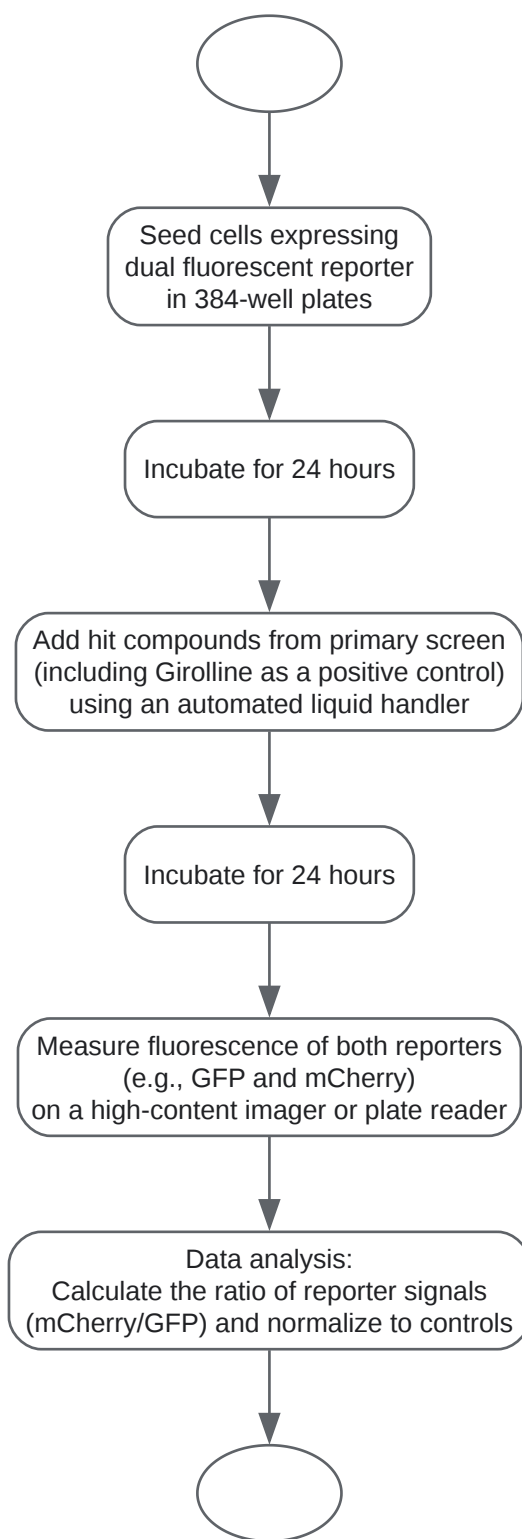 Seed cells expressing
dual fluorescent reporter
in 384-well plates
Incubate for 24 hours
Add hit compounds from primary screen
(including Girolline as a positive control)
using an automated liquid handler
Incubate for 24 hours
Measure fluorescence of both reporters
(e.g., GFP and mCherry)
on a high-content imager or plate reader
Data analysis:
Calculate the ratio of reporter signals
(mCherry/GFP) and normalize to controls